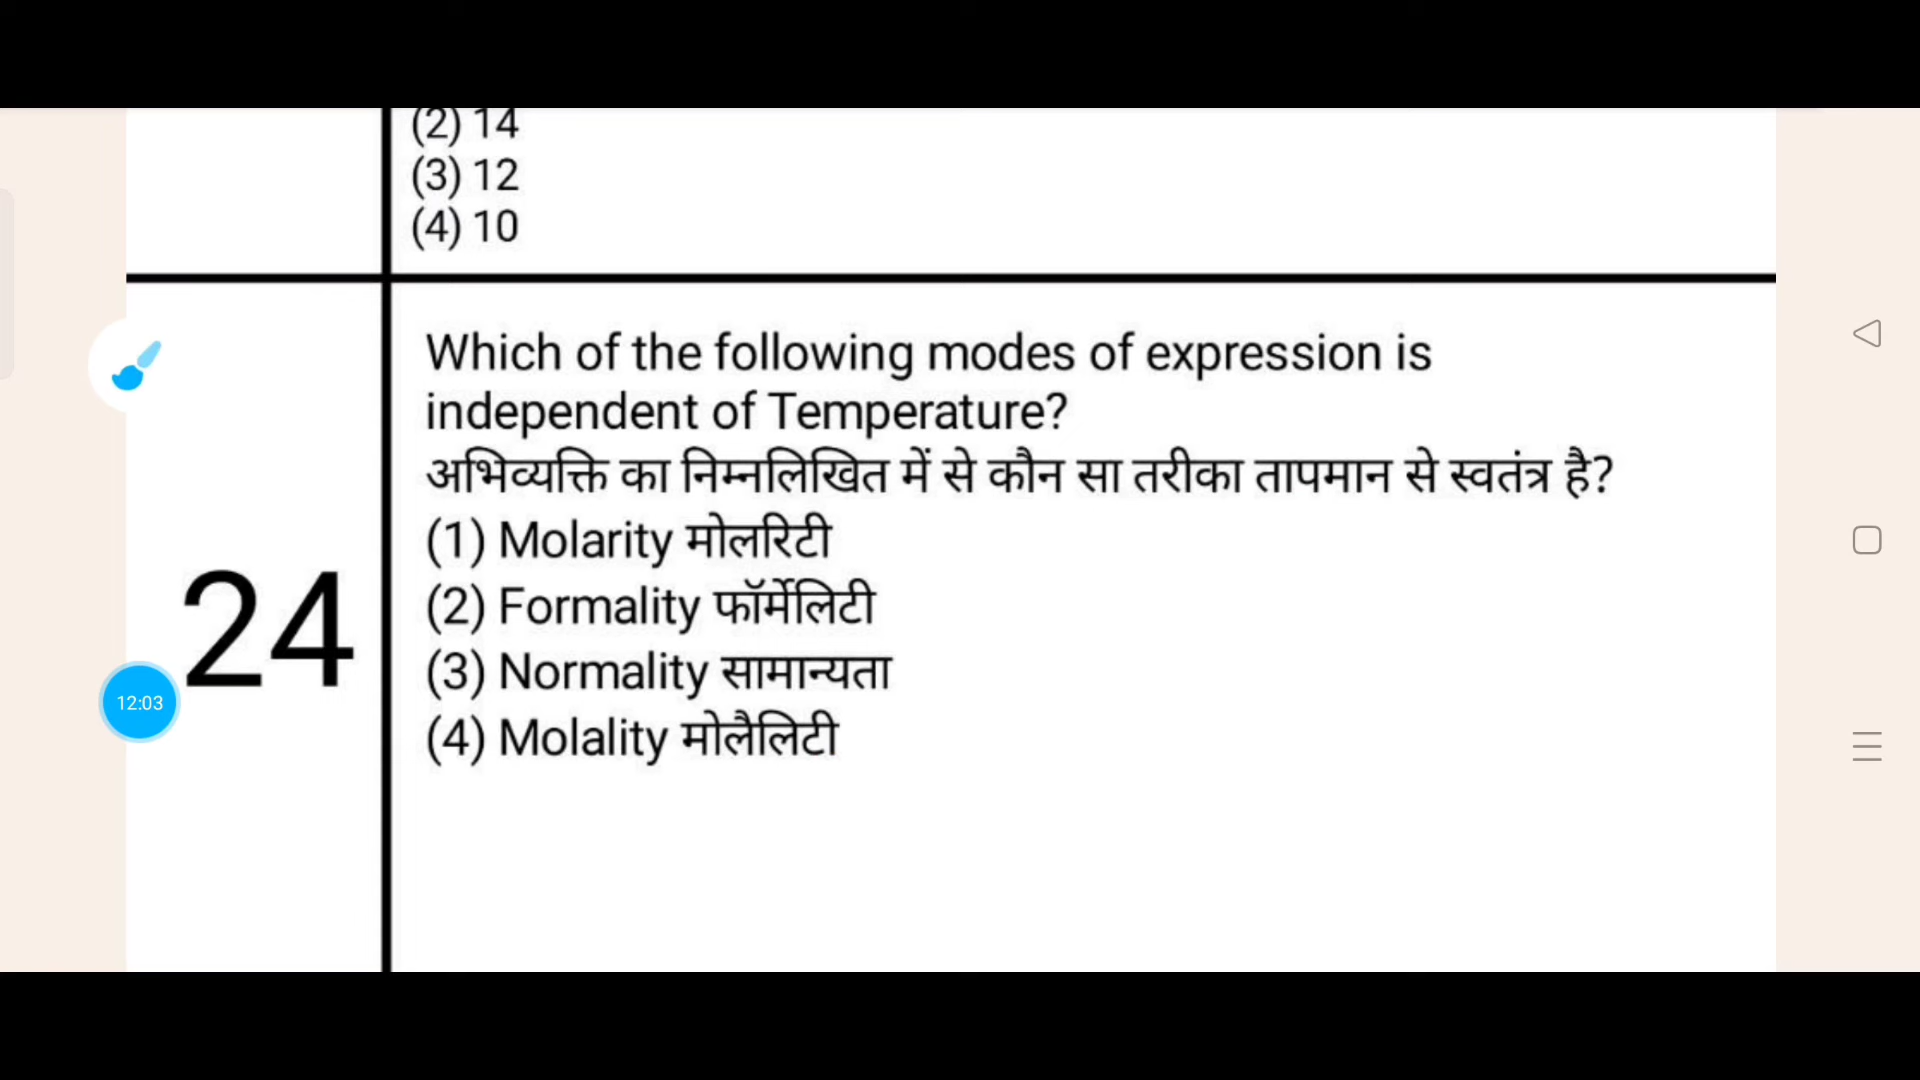 (2) 14
(3) 12
(4) 10
24
Which of the following modes of expression is
independent of Temperature?
अभिव्यक्ति का निम्नलिखित में से कौन सा तरीका तापमान से स्वतंत्र है?
(1) Molarity मोलरिटी
(2) Formality फॉर्मेलिटी
(3) Normality सामान्यता
(4) Molality मोलैलिटी
12:03